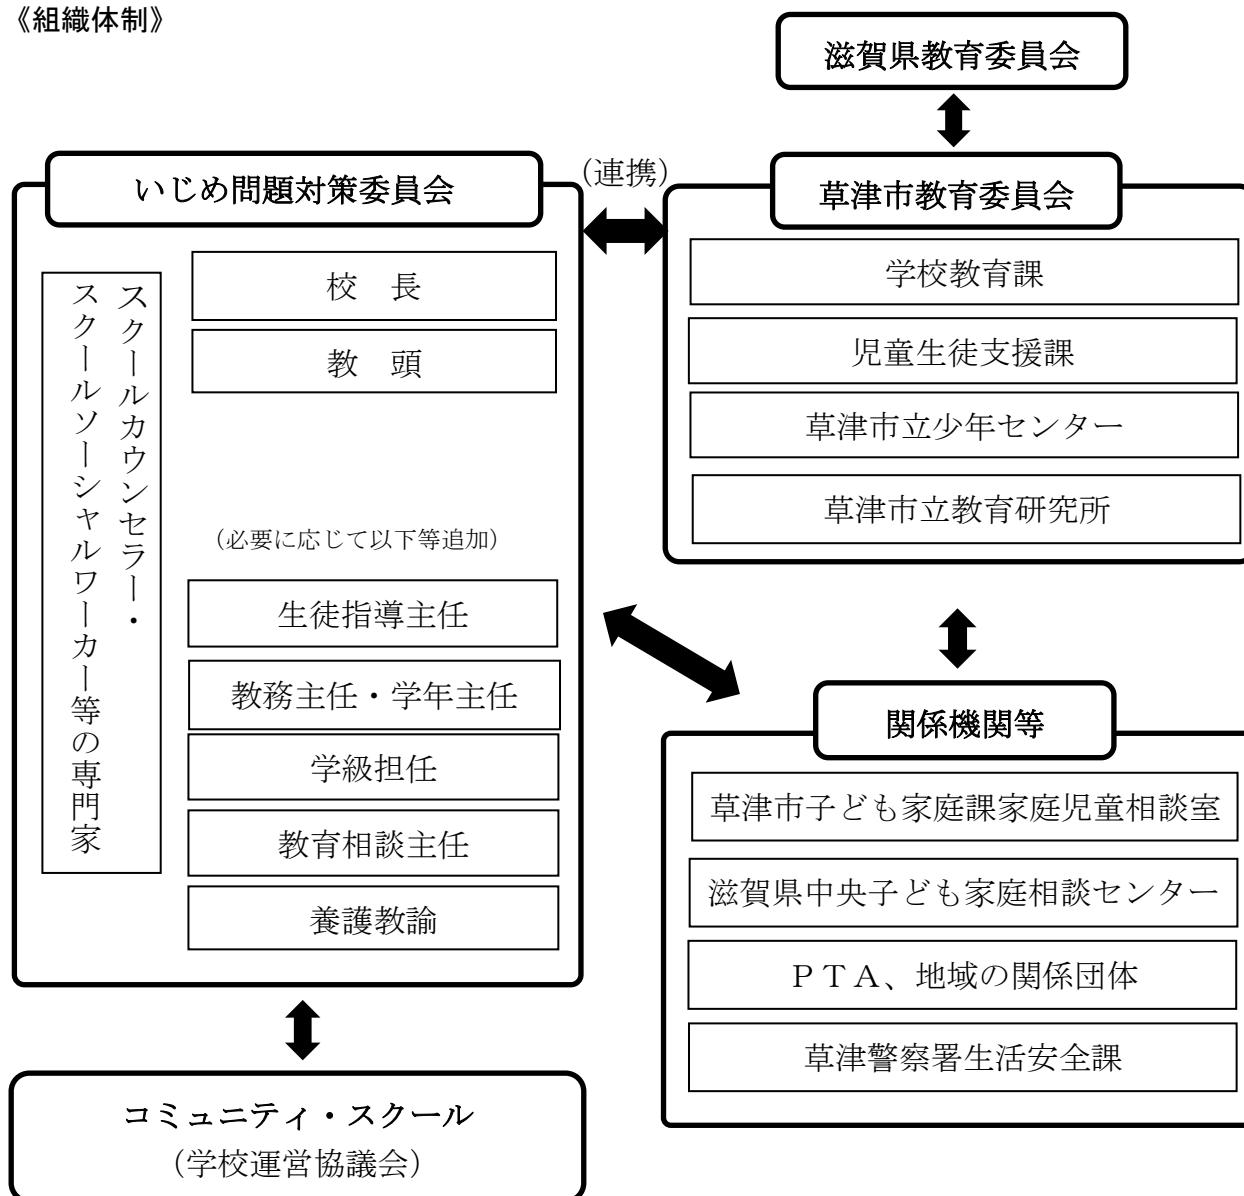 《組織体制》
滋賀県教育委員会
いじめ問題対策委員会
(連携)
草津市教育委員会
スクールカウンセラー・
スクールソーシャルワーカー等の専門家
校　長
教　頭
(必要に応じて以下等追加)
生徒指導主任
教務主任・学年主任
学級担任
教育相談主任
養護教諭
学校教育課
児童生徒支援課
草津市立少年センター
草津市立教育研究所
関係機関等
草津市子ども家庭課家庭児童相談室
滋賀県中央子ども家庭相談センター
ＰＴＡ、地域の関係団体
草津警察署生活安全課
コミュニティ・スクール
(学校運営協議会)